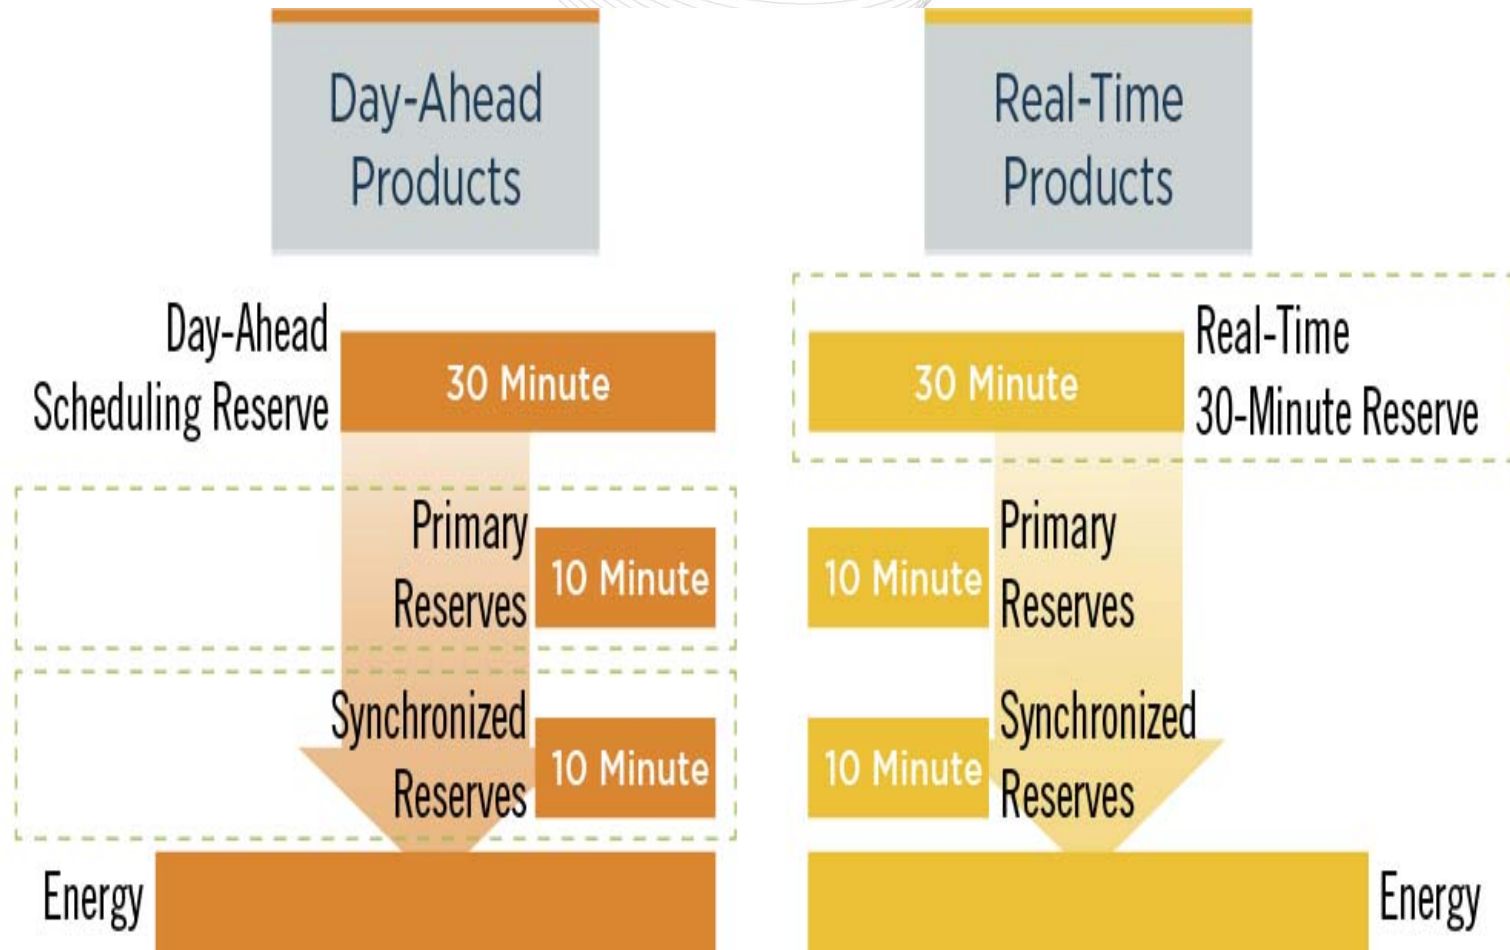 Day-Ahead
Products
Real-Time
Products
Day-Ahead
Scheduling Reserve
30 Minute
30 Minute
Real-Time
30-Minute Reserve
Primary
Reserves
10 Minute
10 Minute
Primary
Reserves
Synchronized
Reserves
10 Minute
10 Minute
Synchronized
Reserves
Energy
Energy